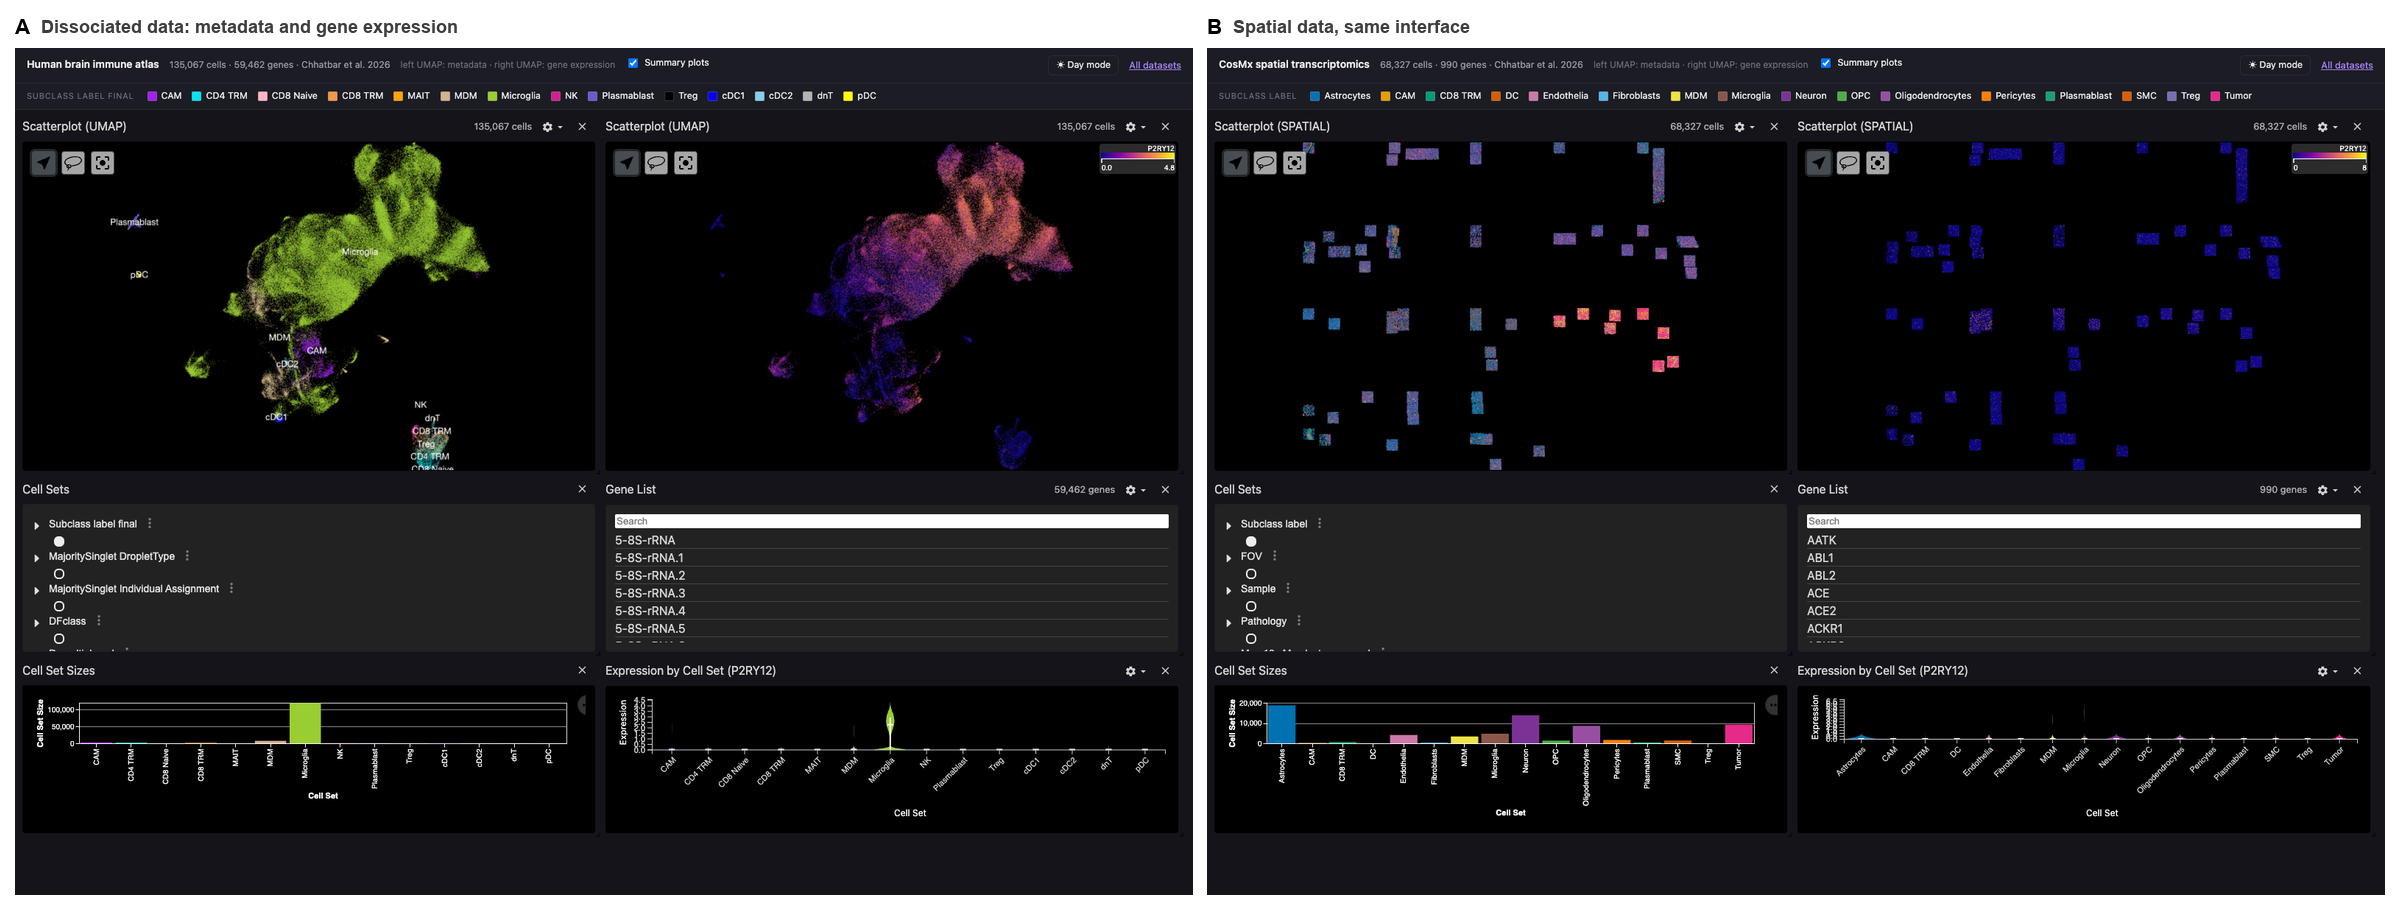 A Dissociated data: metadata and gene expression
Human brain immune atlas 135,067 cells · 59,462 genes · Chhatbar et al. 2026 left UMAP: metadata · right UMAP: gene expression Summary plots Day mode All datasets
SUBCLASS LABEL FINAL CAM CD4 TRM CD8 Naive CD8 TRM MAIT MDM Microglia NK Plasmablast Treg cDC1 cDC2 dnT pDC
Scatterplot (UMAP) 135,067 cells
Plasmablast
Microglia
pDC
MDM
CAM
cDC2
cDC1
NK
dnT
CD8 TRM
Treg
CD4 TRM
CD8 Naive
Scatterplot (UMAP) 135,067 cells
P2RY12
0.0 4.8
Cell Sets
Subclass label final
MajoritySinglet DropletType
MajoritySinglet Individual Assignment
DFclass
Gene List 59,462 genes
Search
5-8S-rRNA
5-8S-rRNA.1
5-8S-rRNA.2
5-8S-rRNA.3
5-8S-rRNA.4
5-8S-rRNA.5
Cell Set Sizes
Cell Set Size
100,000
50,000
0
CAM CD4 TRM CD8 Naive CD8 TRM MAIT MDM Microglia NK Plasmablast Treg cDC1 cDC2 dnT pDC
Cell Set
Expression by Cell Set (P2RY12)
Expression
4.5
0.0
CAM CD4 TRM CD8 Naive CD8 TRM MAIT MDM Microglia NK Plasmablast Treg cDC1 cDC2 dnT pDC
Cell Set
B Spatial data, same interface
CosMx spatial transcriptomics 68,327 cells · 990 genes · Chhatbar et al. 2026 left UMAP: metadata · right UMAP: gene expression Summary plots Day mode All datasets
SUBCLASS LABEL Astrocytes CAM CD8 TRM DC Endothelia Fibroblasts MDM Microglia Neuron OPC Oligodendrocytes Pericytes Plasmablast SMC Treg Tumor
Scatterplot (SPATIAL) 68,327 cells
Scatterplot (SPATIAL) 68,327 cells
P2RY12
0 8
Cell Sets
Subclass label
FOV
Sample
Pathology
Gene List 990 genes
Search
AATK
ABL1
ABL2
ACE
ACE2
ACKR1
Cell Set Sizes
Cell Set Size
20,000
10,000
0
Astrocytes CAM CD8 TRM DC Endothelia Fibroblasts MDM Microglia Neuron OPC Oligodendrocytes Pericytes Plasmablast SMC Treg Tumor
Cell Set
Expression by Cell Set (P2RY12)
Expression
Astrocytes CAM CD8 TRM DC Endothelia Fibroblasts MDM Microglia Neuron OPC Oligodendrocytes Pericytes Plasmablast SMC Treg Tumor
Cell Set